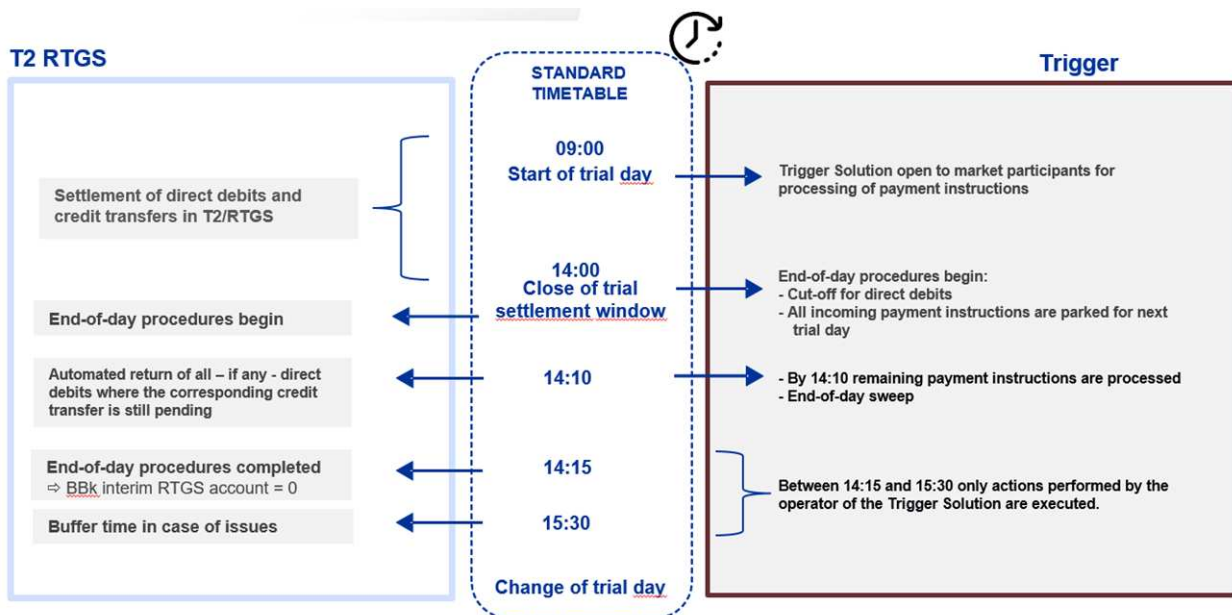 T2 RTGS
STANDARD
TIMETABLE
Trigger
09:00
Start of trial day
Settlement of direct debits and
credit transfers in T2/RTGS
Trigger Solution open to market participants for
processing of payment instructions
14:00
Close of trial
settlement window
End-of-day procedures begin
End-of-day procedures begin:
- Cut-off for direct debits
- All incoming payment instructions are parked for next
trial day
Automated return of all – if any - direct
debits where the corresponding credit
transfer is still pending
14:10
- By 14:10 remaining payment instructions are processed
- End-of-day sweep
End-of-day procedures completed
⇨ BBk interim RTGS account = 0
14:15
Between 14:15 and 15:30 only actions performed by the
operator of the Trigger Solution are executed.
Buffer time in case of issues
15:30
Change of trial day